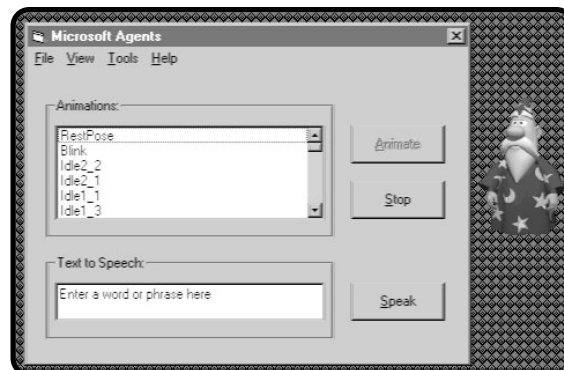 Microsoft Agents
File View Tools Help
Animations:
RestPose
Blink
Idle2_2
Idle2_1
Idle1_1
Idle1_3
Animate
Stop
Text to Speech:
Enter a word or phrase here
Speak